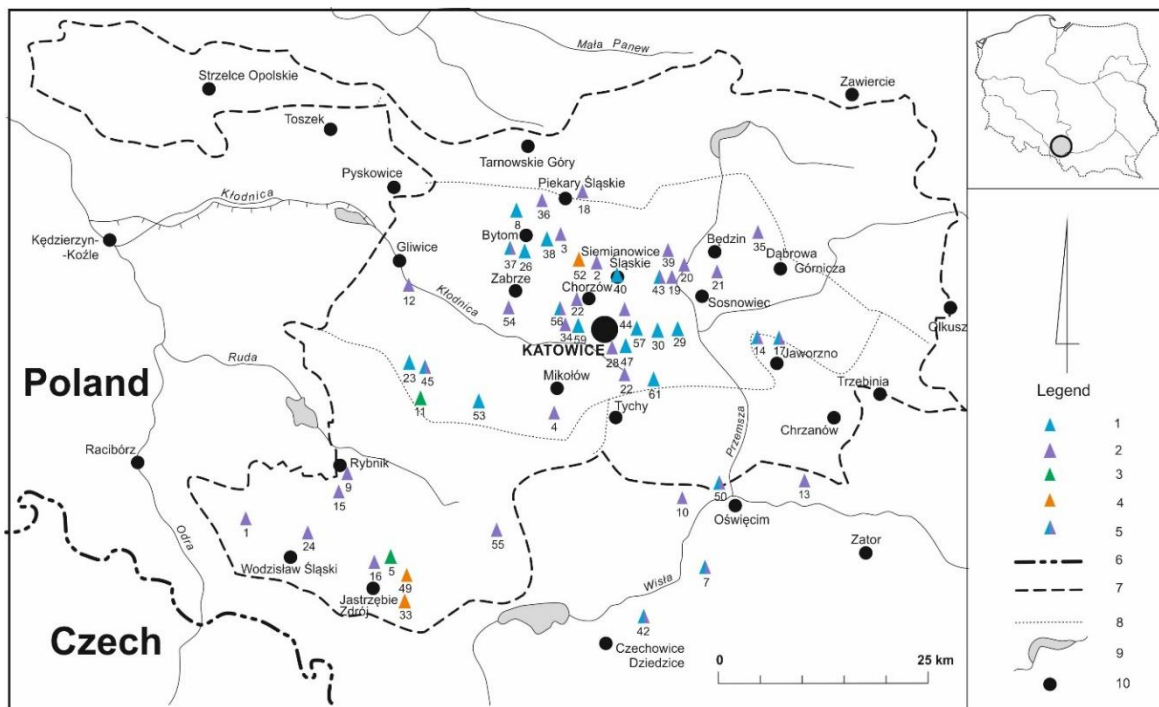 Mała Panew
Strzelce Opolskie
Zawiercie
Toszek
Tarnowskie Góry
Pyskowice
Piekary Śląskie
18
36
Kłodnica
8
Kędzierzyn-
-Koźle
Gliwice
Bytom
38
3
Siemianowice
Śląskie
39
Będzin
35
Dąbrowa
Górnicza
37
26
52
2
40
43
19
20
21
12
Zabrze
Chorzów
Sosnowiec
Kłodnica
54
56
22
44
Olkusz
34
59
KATOWICE
57
30
29
14
17
28
47
Jaworzno
Ruda
23
45
Mikołów
22
61
Trzebinia
Poland
11
53
4
Tychy
Przemsza
Chrzanów
Racibórz
Rybnik
9
15
50
13
10
Oświęcim
1
24
55
Zator
Odra
Wodzisław Śląski
16
5
49
Wisła
7
Jastrzębie
Zdrój
33
42
Czech
Czechowice
Dziedzice
0
25 km
Legend
1
2
3
4
5
6
7
8
9
10